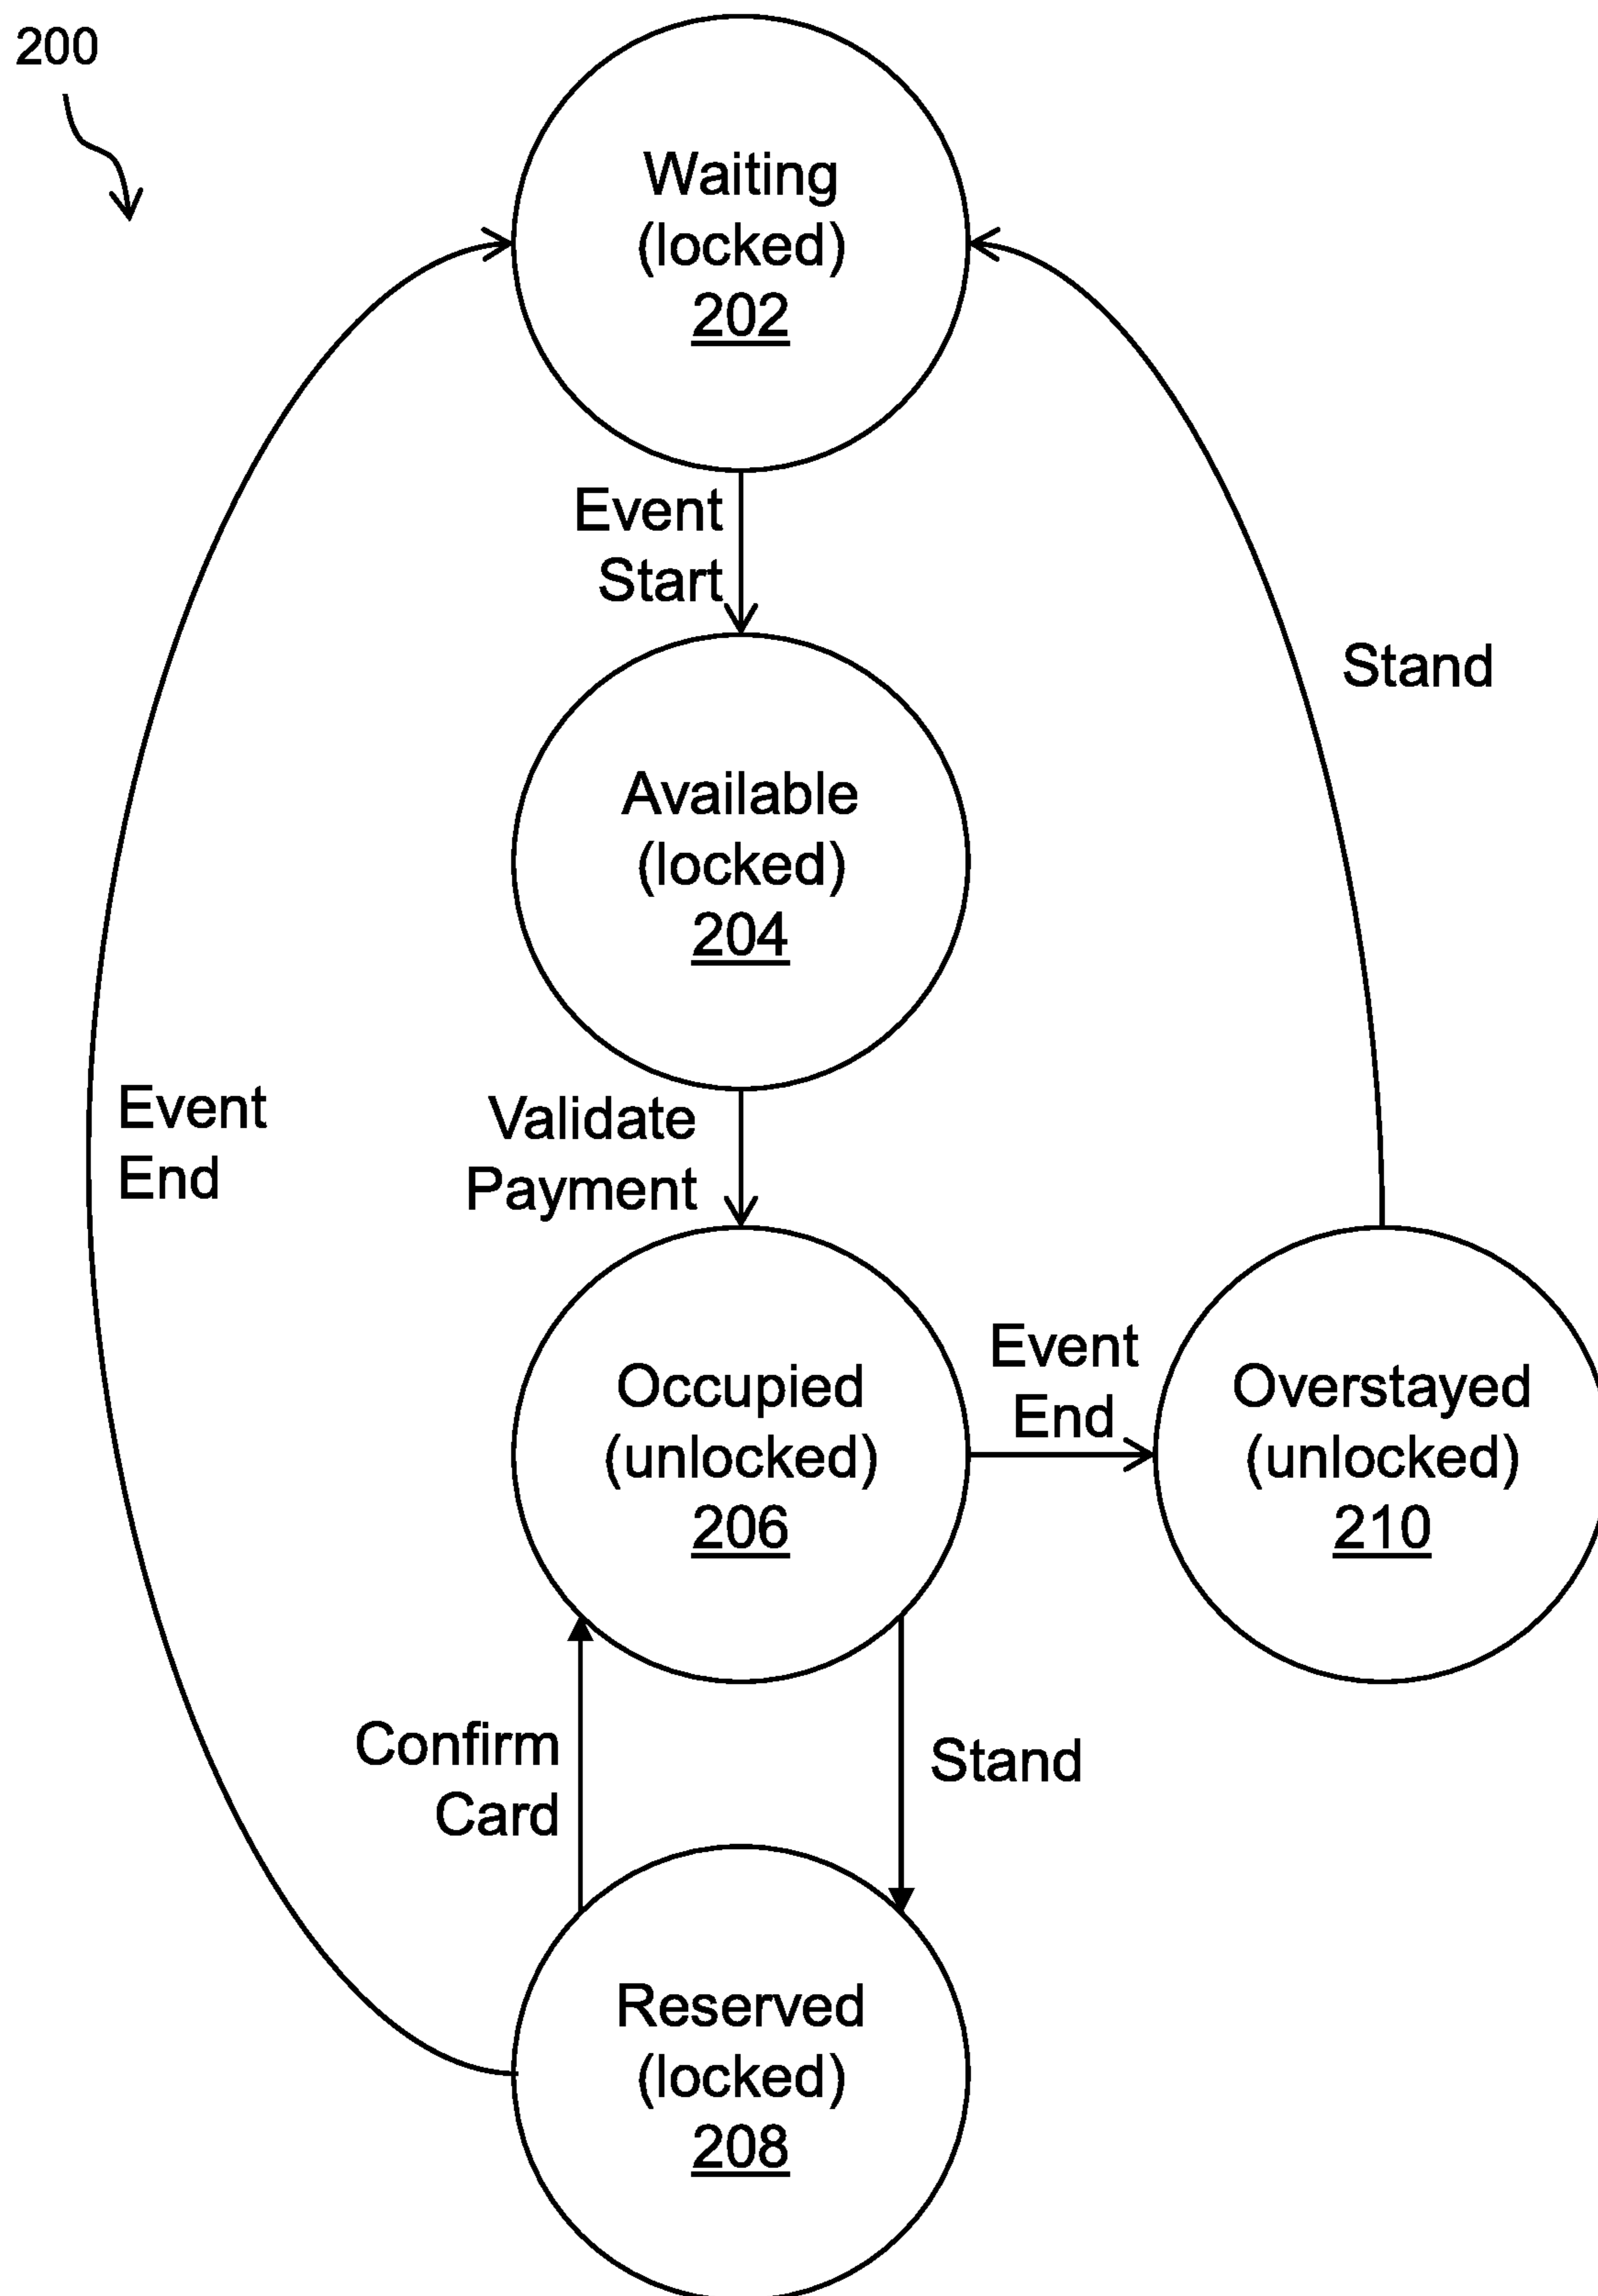 200
Waiting
(locked)
202
Event
Start
Stand
Available
(locked)
204
Event
End
Validate
Payment
Occupied
(unlocked)
206
Event
End
Overstayed
(unlocked)
210
Confirm
Card
Stand
Reserved
(locked)
208